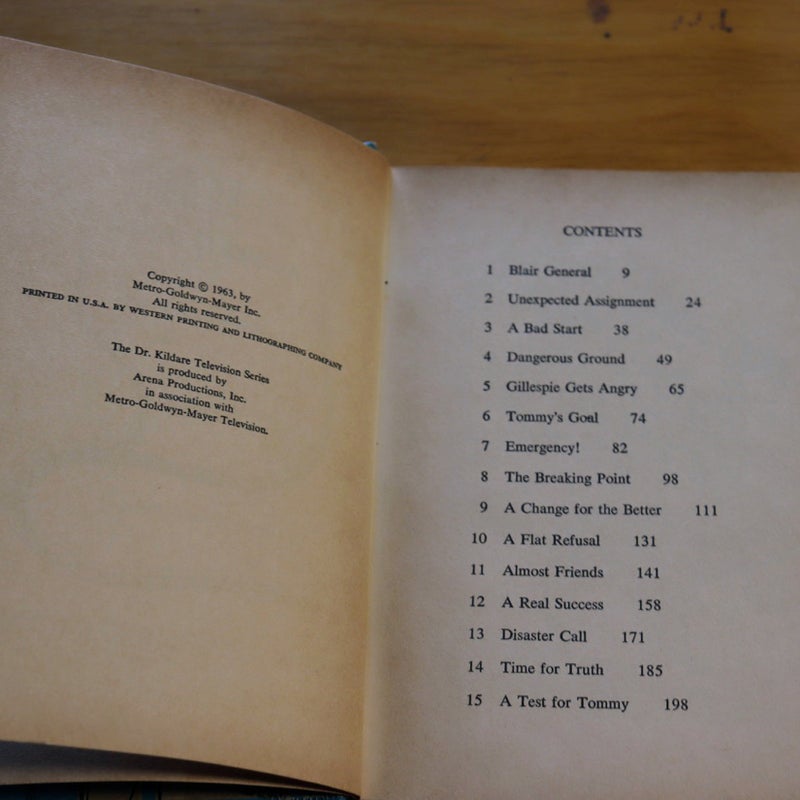 Copyright © 1963, by
Metro-Goldwyn-Mayer Inc.
All rights reserved.
PRINTED IN U.S.A. BY WESTERN PRINTING AND LITHOGRAPHING COMPANY
The Dr. Kildare Television Series
is produced by
Arena Productions, Inc.
in association with
Metro-Goldwyn-Mayer Television.
CONTENTS
1 Blair General 9
2 Unexpected Assignment 24
3 A Bad Start 38
4 Dangerous Ground 49
5 Gillespie Gets Angry 65
6 Tommy's Goal 74
7 Emergency! 82
8 The Breaking Point 98
9 A Change for the Better 111
10 A Flat Refusal 131
11 Almost Friends 141
12 A Real Success 158
13 Disaster Call 171
14 Time for Truth 185
15 A Test for Tommy 198